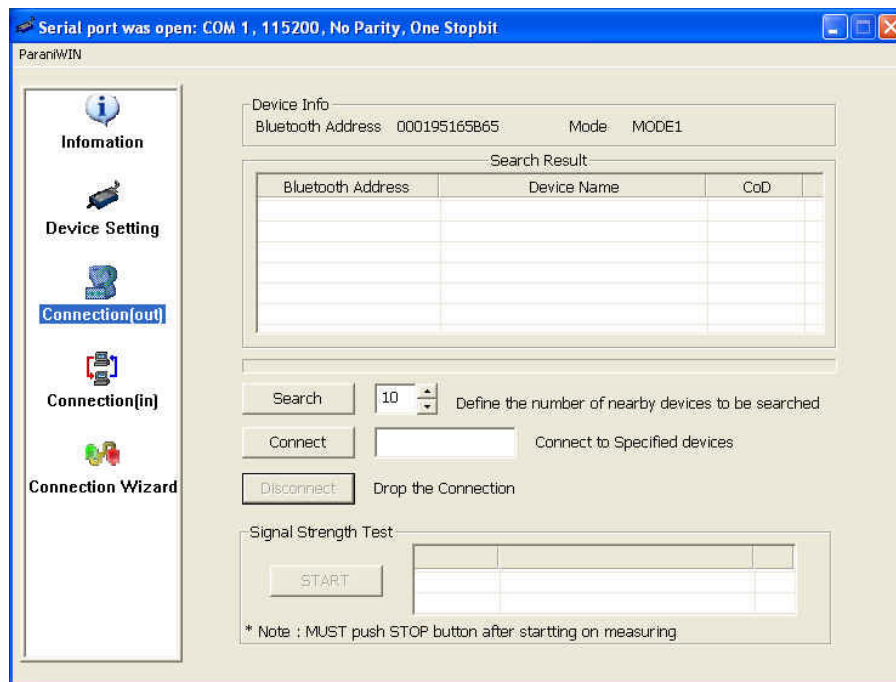 Serial port was open: COM 1, 115200, No Parity, One Stopbit
ParaniWIN
Infomation
Device Setting
Connection(out)
Connection(in)
Connection Wizard
Device Info
Bluetooth Address 000195165B65 Mode MODE1
Search Result
Bluetooth Address Device Name CoD
Search 10 Define the number of nearby devices to be searched
Connect Connect to Specified devices
Disconnect Drop the Connection
Signal Strength Test
START
* Note : MUST push STOP button after startting on measuring